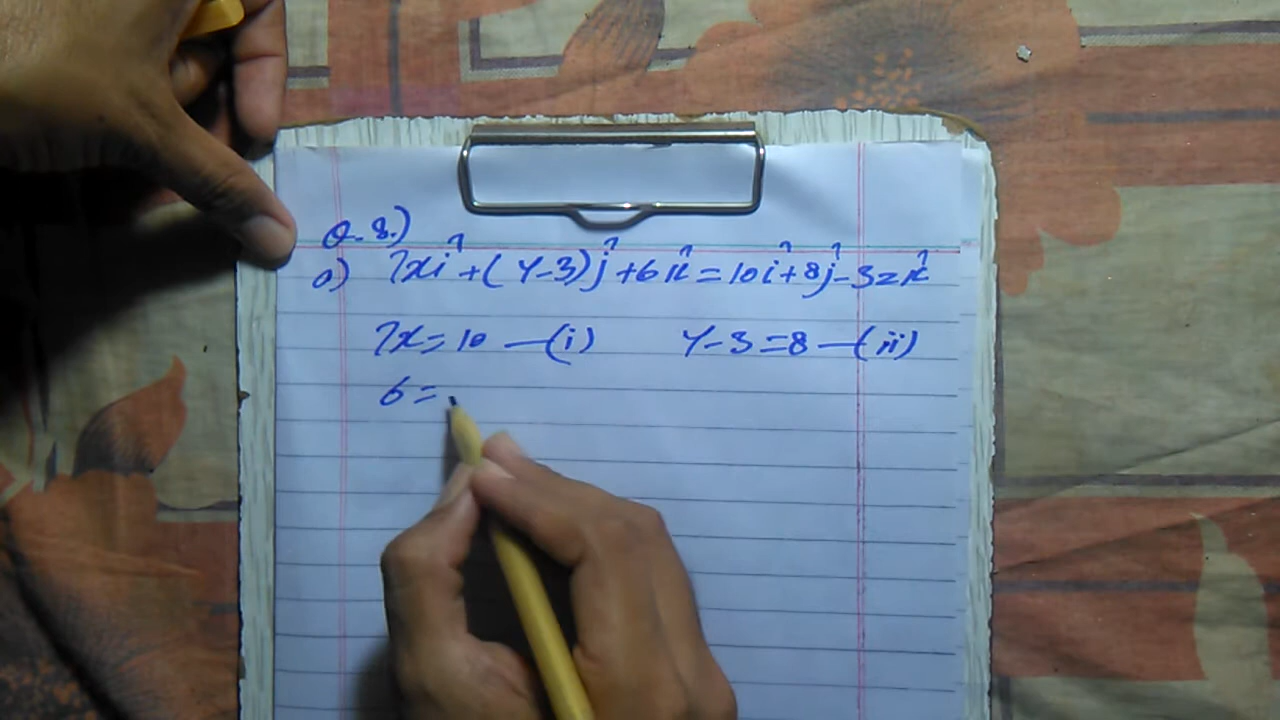 Q.8.)
a) 7xî+(Y-3)ĵ+6k̂=10î+8ĵ-3zk̂
7x=10 —(i) Y-3=8—(ii)
6=